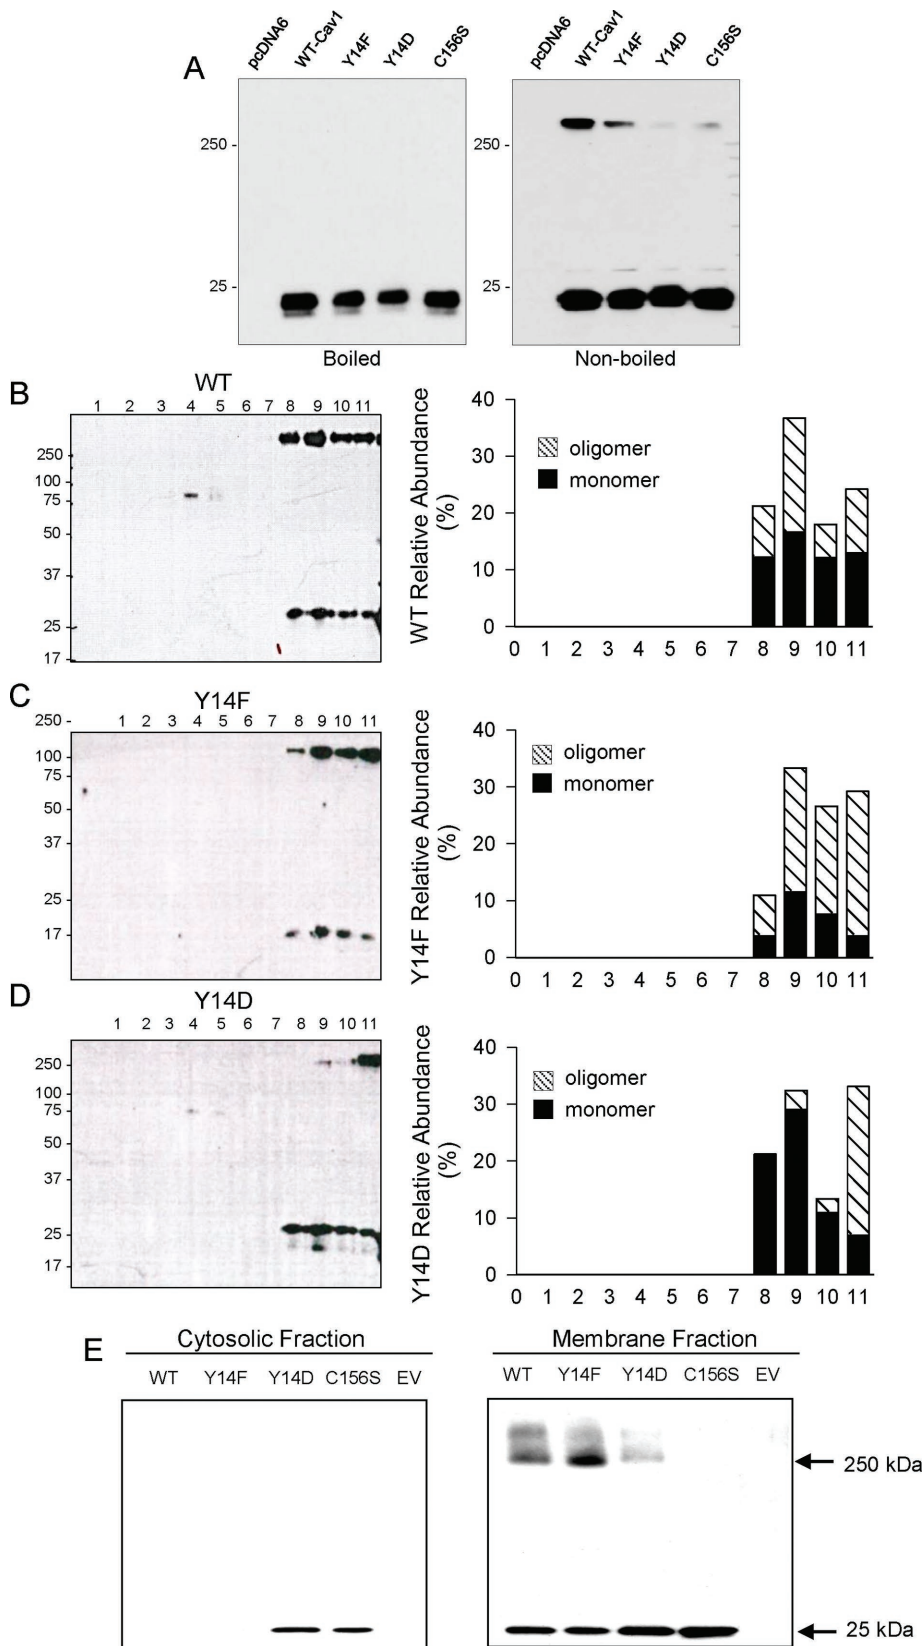 A
pcDNA6 WT-Cav1 Y14F Y14D C156S
pcDNA6 WT-Cav1 Y14F Y14D C156S
250 -
25 -
250 -
25 -
Boiled
Non-boiled
B
WT
1 2 3 4 5 6 7 8 9 10 11
250
100
75
50
37
25
17
WT Relative Abundance
(%)
40
30
20
10
0
oligomer
monomer
0 1 2 3 4 5 6 7 8 9 10 11
C
Y14F
1 2 3 4 5 6 7 8 9 10 11
250 -
100
75
50
37
25
17
Y14F Relative Abundance
(%)
40
30
20
10
0
oligomer
monomer
0 1 2 3 4 5 6 7 8 9 10 11
D
Y14D
1 2 3 4 5 6 7 8 9 10 11
250
100
75
50
37
25
17
Y14D Relative Abundance
(%)
40
30
20
10
0
oligomer
monomer
0 1 2 3 4 5 6 7 8 9 10 11
E
Cytosolic Fraction
WT Y14F Y14D C156S EV
Membrane Fraction
WT Y14F Y14D C156S EV
250 kDa
25 kDa